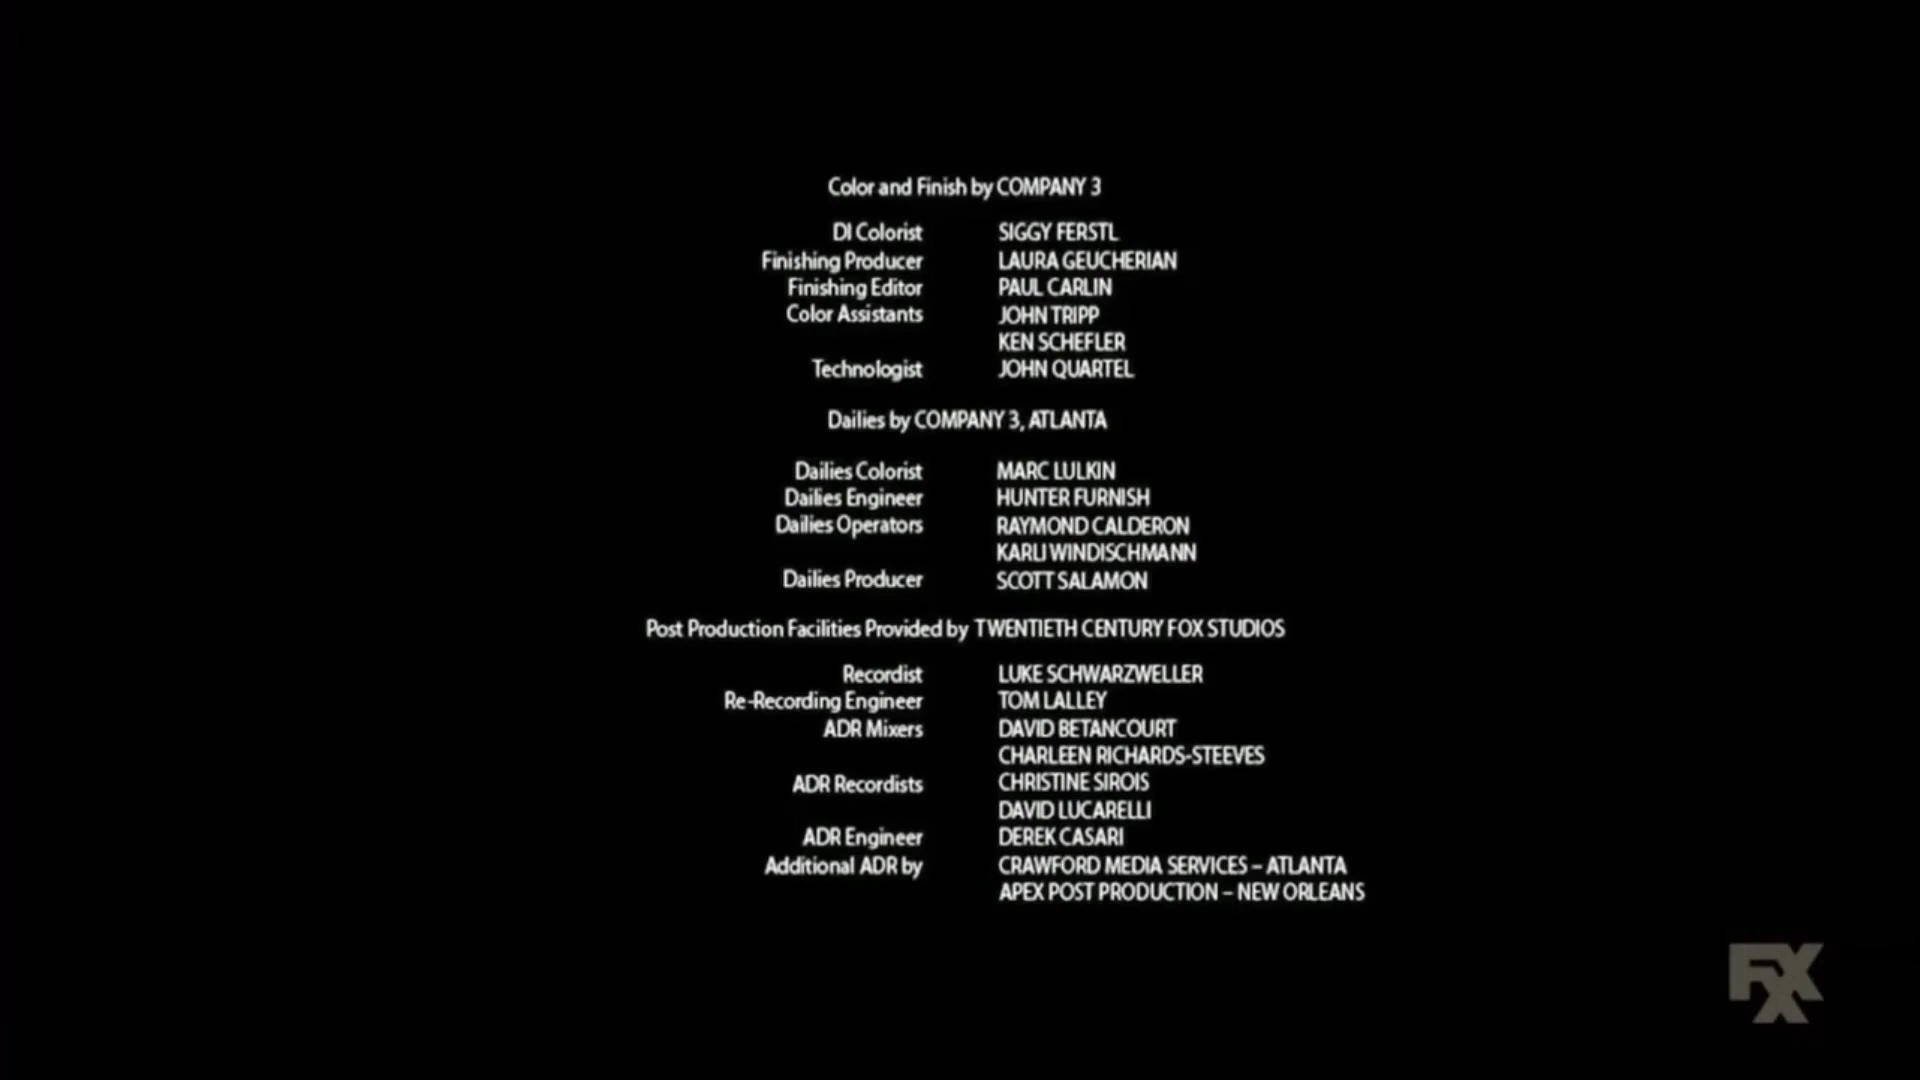 Color and Finish by COMPANY 3
DI Colorist SIGGY FERSTL
Finishing Producer LAURA GEUCHERIAN
Finishing Editor PAUL CARLIN
Color Assistants JOHN TRIPP
KEN SCHEFLER
Technologist JOHN QUARTEL
Dailies by COMPANY 3, ATLANTA
Dailies Colorist MARC LULKIN
Dailies Engineer HUNTER FURNISH
Dailies Operators RAYMOND CALDERON
KARLI WINDISCHMANN
Dailies Producer SCOTT SALAMON
Post Production Facilities Provided by TWENTIETH CENTURY FOX STUDIOS
Recordist LUKE SCHWARZWELLER
Re-Recording Engineer TOM LALLEY
ADR Mixers DAVID BETANCOURT
CHARLEEN RICHARDS-STEEVES
ADR Recordists CHRISTINE SIROIS
DAVID LUCARELLI
ADR Engineer DEREK CASARI
Additional ADR by CRAWFORD MEDIA SERVICES – ATLANTA
APEX POST PRODUCTION – NEW ORLEANS
FX